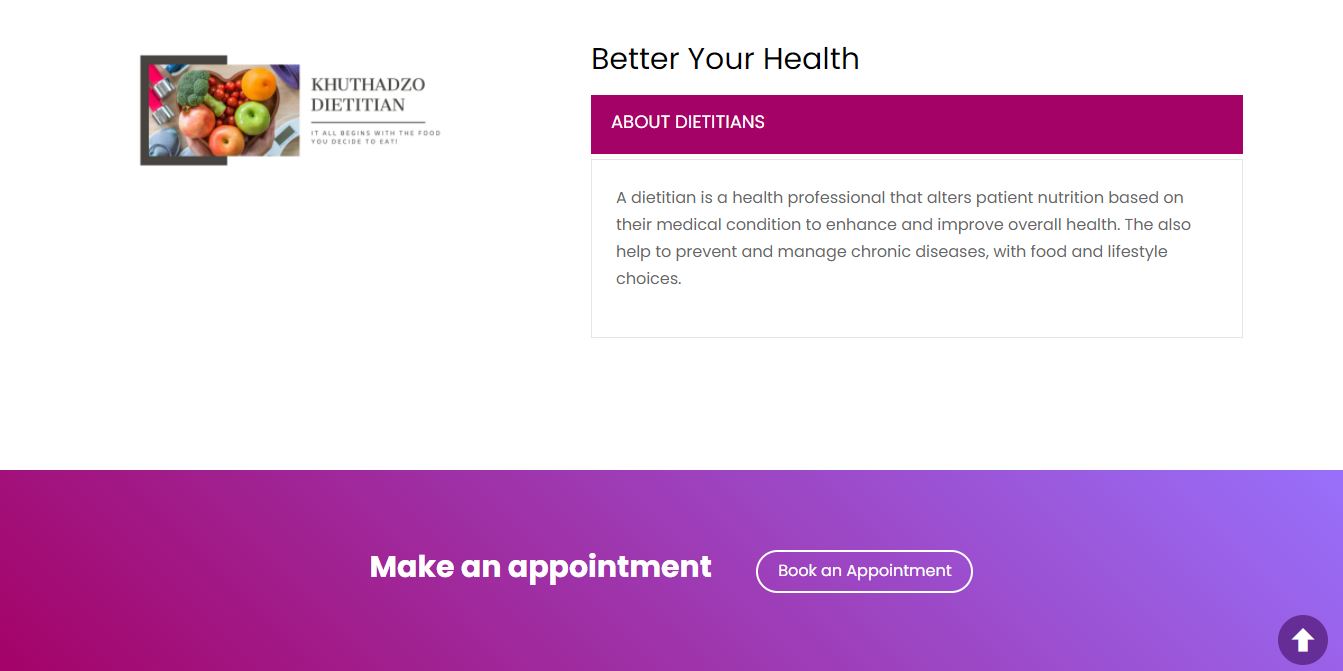 KHUTHADZO
DIETITIAN
IT ALL BEGINS WITH THE FOOD
YOU DECIDE TO EAT!
Better Your Health
ABOUT DIETITIANS
A dietitian is a health professional that alters patient nutrition based on
their medical condition to enhance and improve overall health. The also
help to prevent and manage chronic diseases, with food and lifestyle
choices.
Make an appointment
Book an Appointment